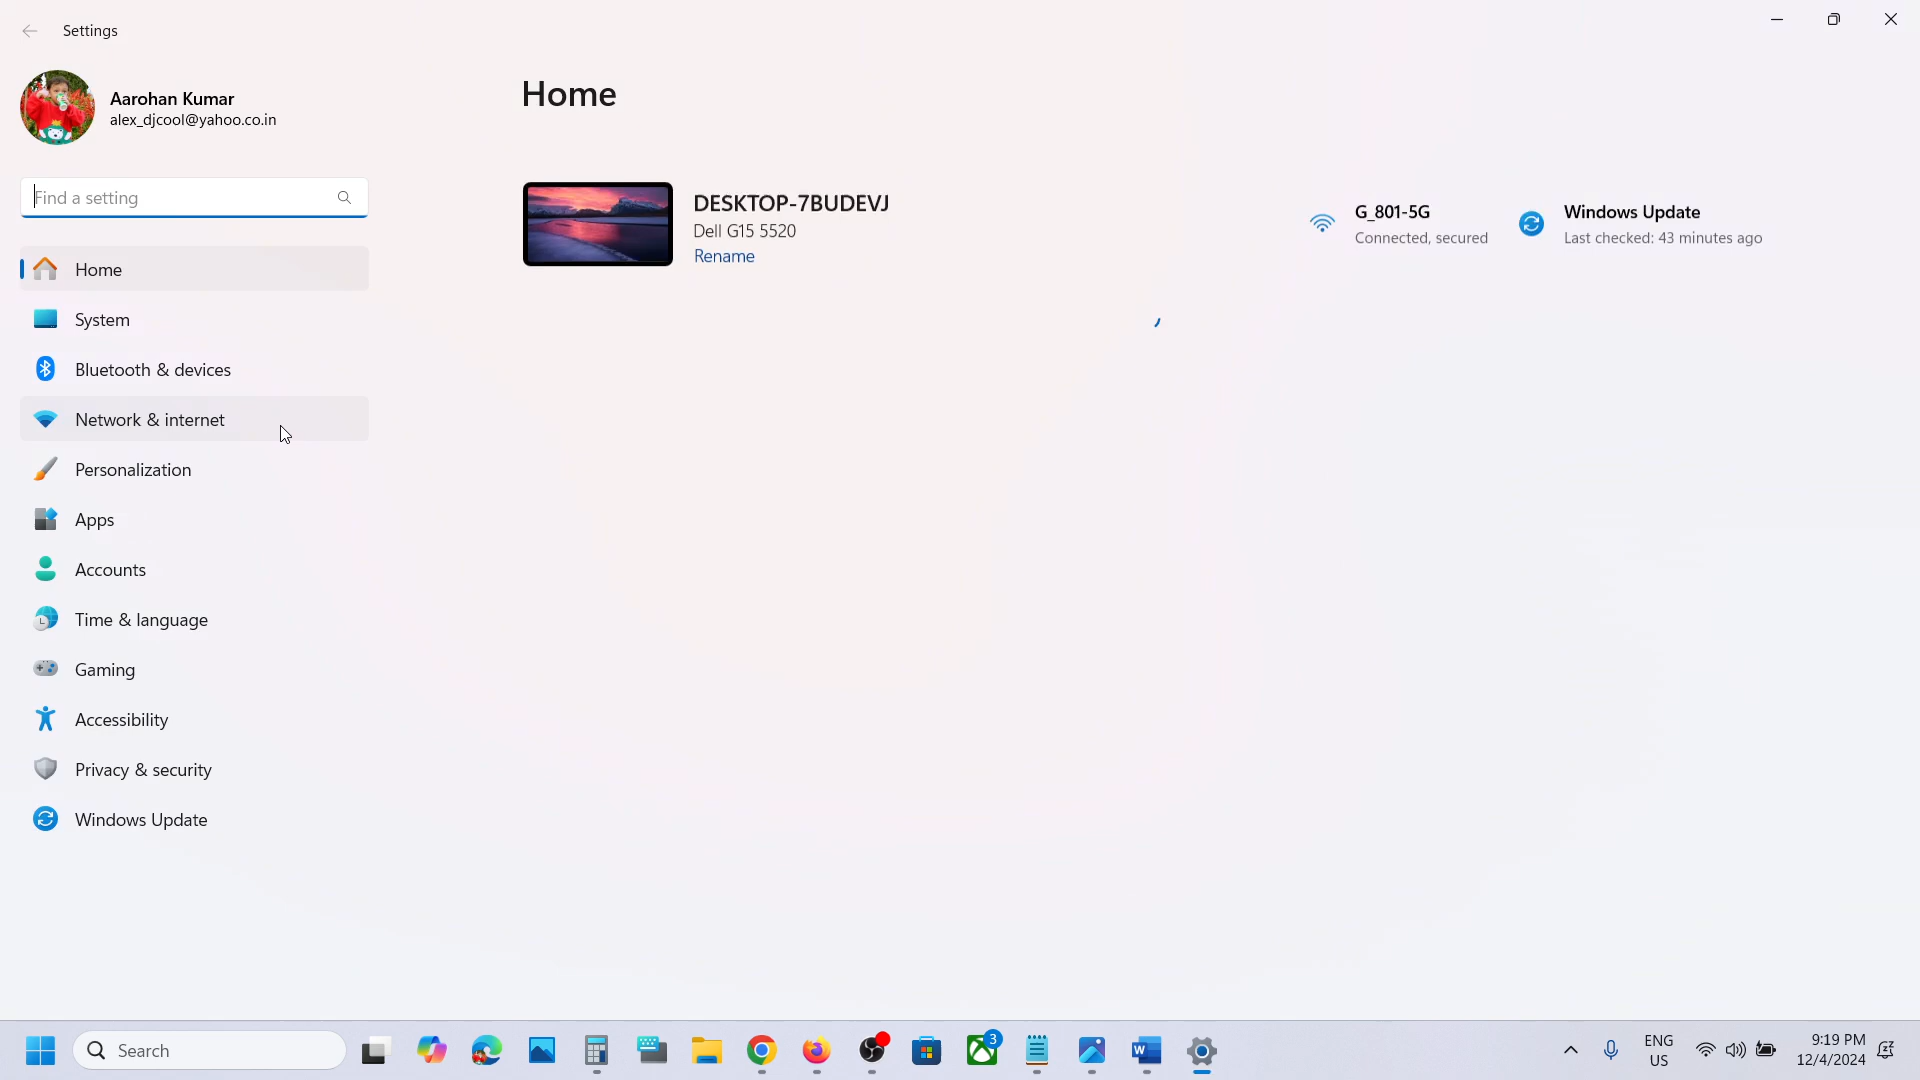 Settings
Aarohan Kumar
alex_djcool@yahoo.co.in
Find a setting
Home
System
Bluetooth & devices
Network & internet
Personalization
Apps
Accounts
Time & language
Gaming
Accessibility
Privacy & security
Windows Update
Home
DESKTOP-7BUDEVJ
Dell G15 5520
Rename
G_801-5G
Connected, secured
Windows Update
Last checked: 43 minutes ago
Search
3
ENG
US
9:19 PM
12/4/2024